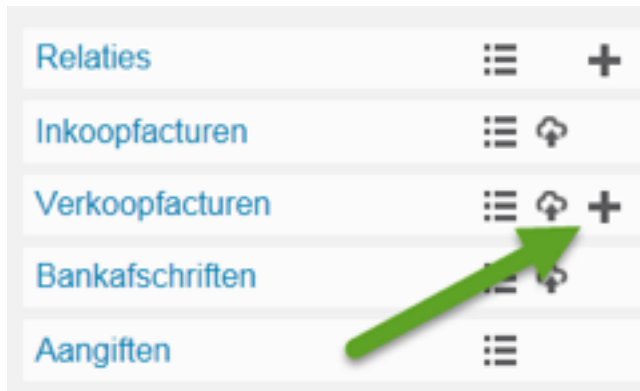 Relaties
Inkoopfacturen
Verkoopfacturen
Bankafschriften
Aangiften